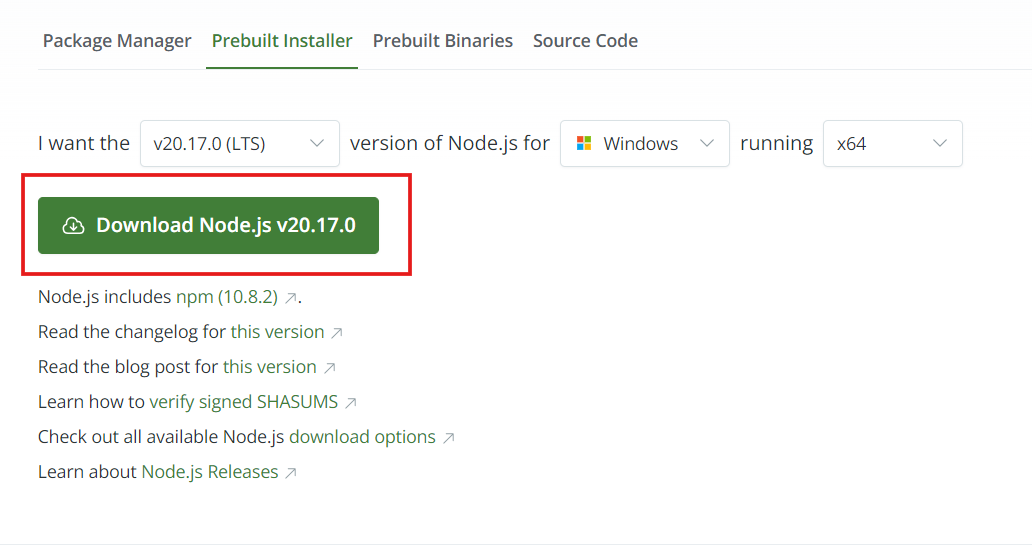 Package Manager Prebuilt Installer Prebuilt Binaries Source Code
I want the v20.17.0 (LTS) version of Node.js for Windows running x64
Download Node.js v20.17.0
Node.js includes npm (10.8.2) ↗.
Read the changelog for this version ↗
Read the blog post for this version ↗
Learn how to verify signed SHASUMS ↗
Check out all available Node.js download options ↗
Learn about Node.js Releases ↗